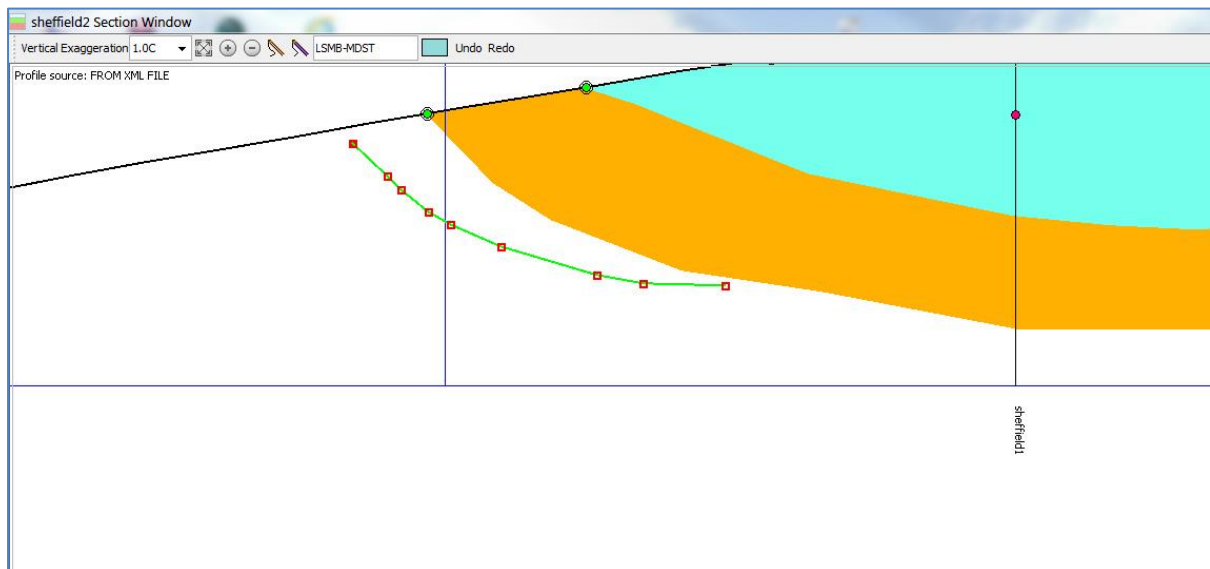 sheffield2 Section Window
Vertical Exaggeration 1.0C LSMB-MDST Undo Redo
Profile source: FROM XML FILE
sheffield1